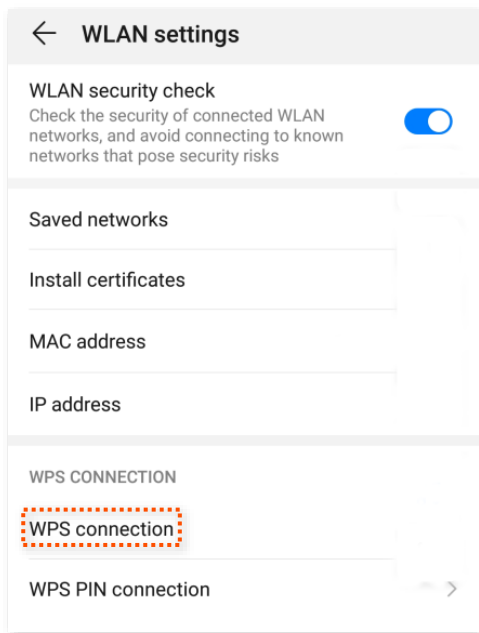 WLAN settings
WLAN security check
Check the security of connected WLAN
networks, and avoid connecting to known
networks that pose security risks
Saved networks
Install certificates
MAC address
IP address
WPS CONNECTION
WPS connection
WPS PIN connection